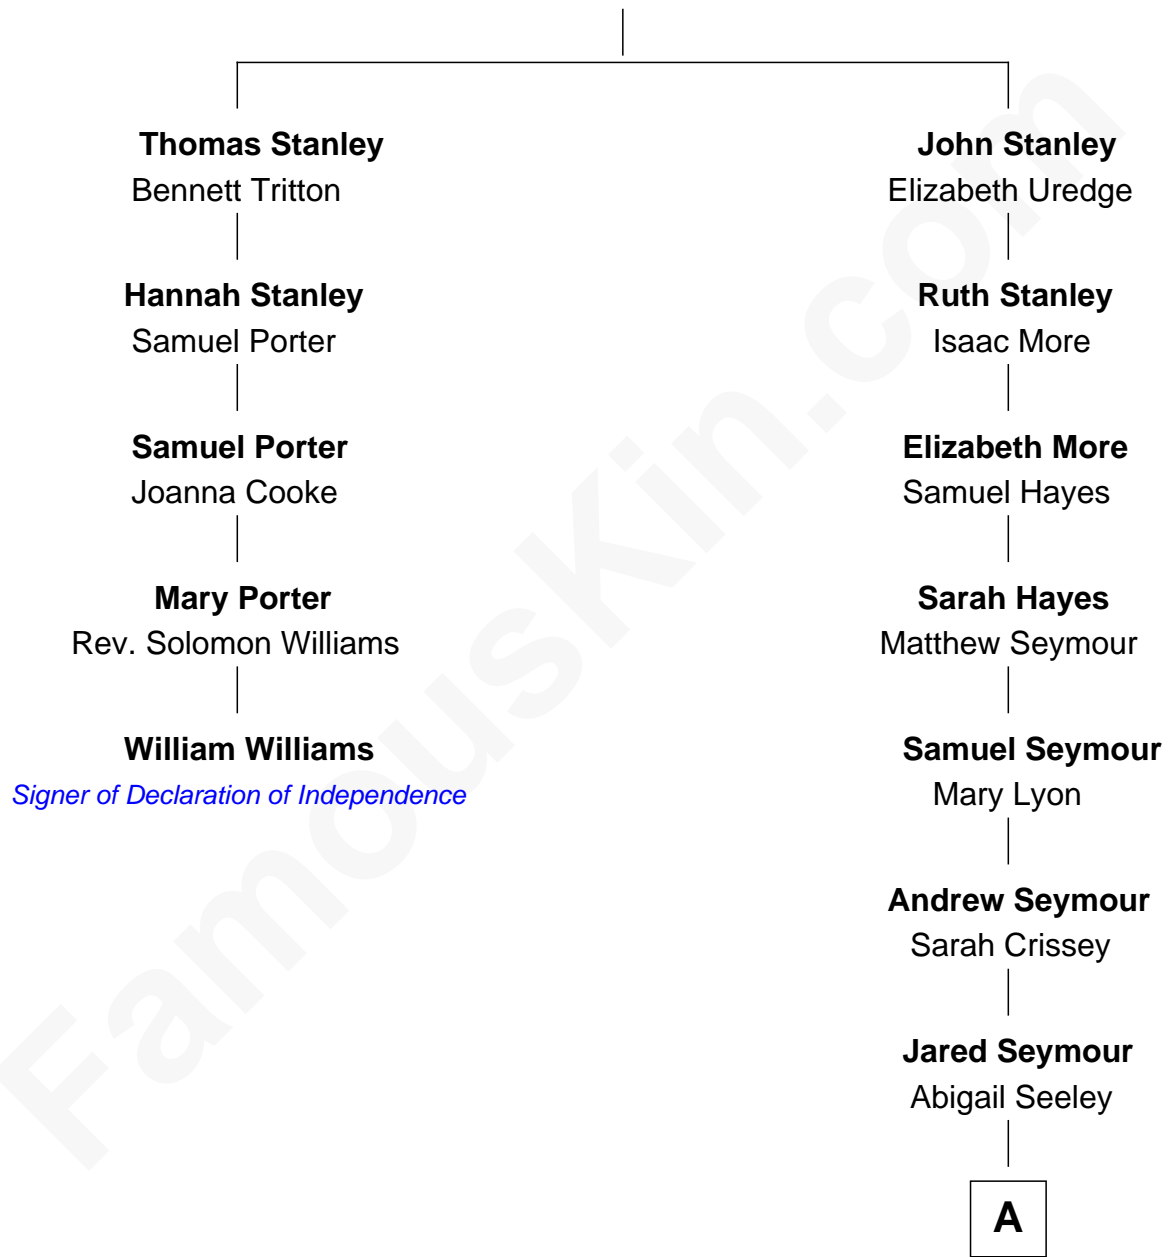 Thomas Stanley
Bennett Tritton
Hannah Stanley
Samuel Porter
Samuel Porter
Joanna Cooke
Mary Porter
Rev. Solomon Williams
William Williams
Signer of Declaration of Independence
John Stanley
Elizabeth Uredge
Ruth Stanley
Isaac More
Elizabeth More
Samuel Hayes
Sarah Hayes
Matthew Seymour
Samuel Seymour
Mary Lyon
Andrew Seymour
Sarah Crissey
Jared Seymour
Abigail Seeley
A
FamousKin.com